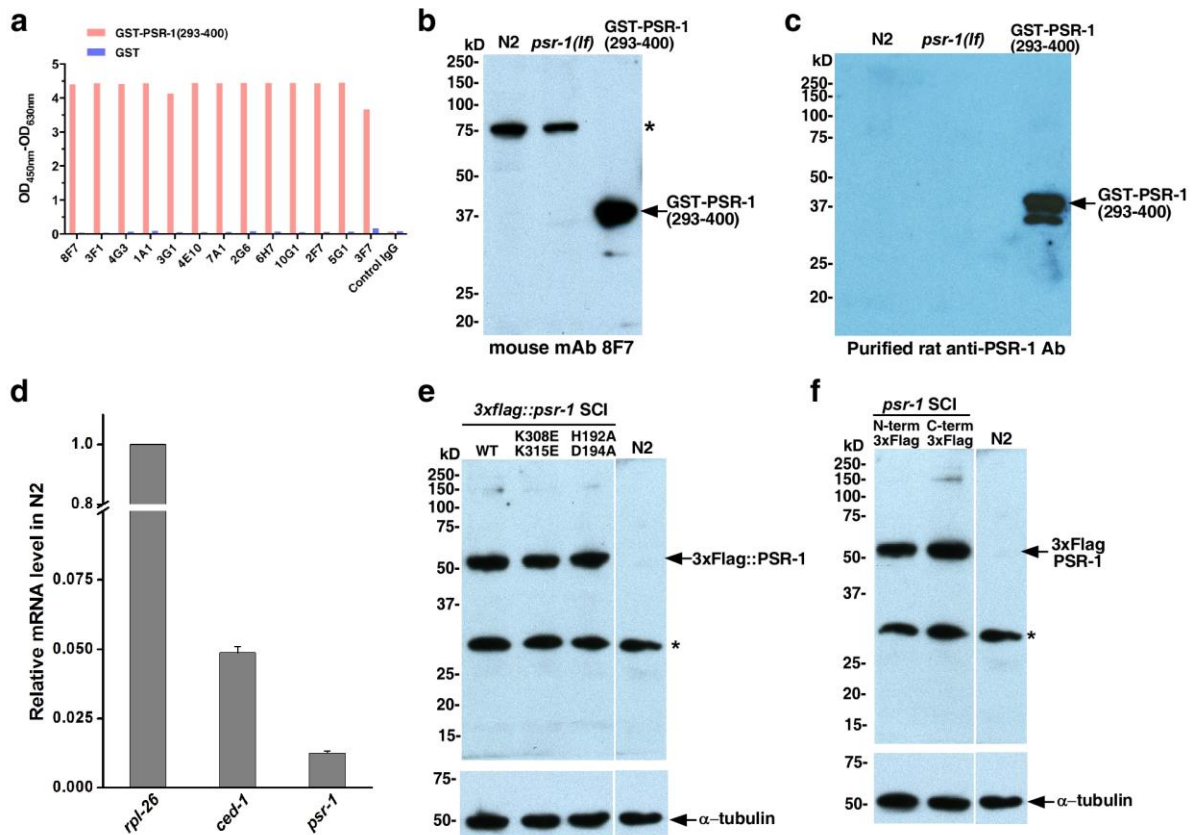 a
GST-PSR-1(293-400)
GST
OD450nm-OD630nm
5
4
3
2
1
0
8F7 3F1 4G3 1A1 3G1 4E10 7A1 2G6 6H7 10G1 2F7 5G1 3F7 Control IgG
b
GST-PSR-1
kD N2 psr-1(lf) (293-400)
250-
150-
100-
75-
*
50-
37-
GST-PSR-1
(293-400)
25-
20-
mouse mAb 8F7
c
GST-PSR-1
kD N2 psr-1(lf) (293-400)
250-
150-
100-
75-
50-
37-
GST-PSR-1
(293-400)
25-
20-
Purified rat anti-PSR-1 Ab
d
Relative mRNA level in N2
1.0
0.8
0.075
0.050
0.025
0.000
rpl-26 ced-1 psr-1
e
3xflag::psr-1 SCI
K308E H192A
kD WT K315E D194A N2
250-
150-
100-
75-
50-
3xFlag::PSR-1
37-
*
25-
20-
15-
75-
50-
α-tubulin
f
psr-1 SCI
N-term C-term
kD 3xFlag 3xFlag N2
250-
150-
100-
75-
50-
3xFlag
PSR-1
37-
*
25-
20-
15-
75-
50-
α-tubulin